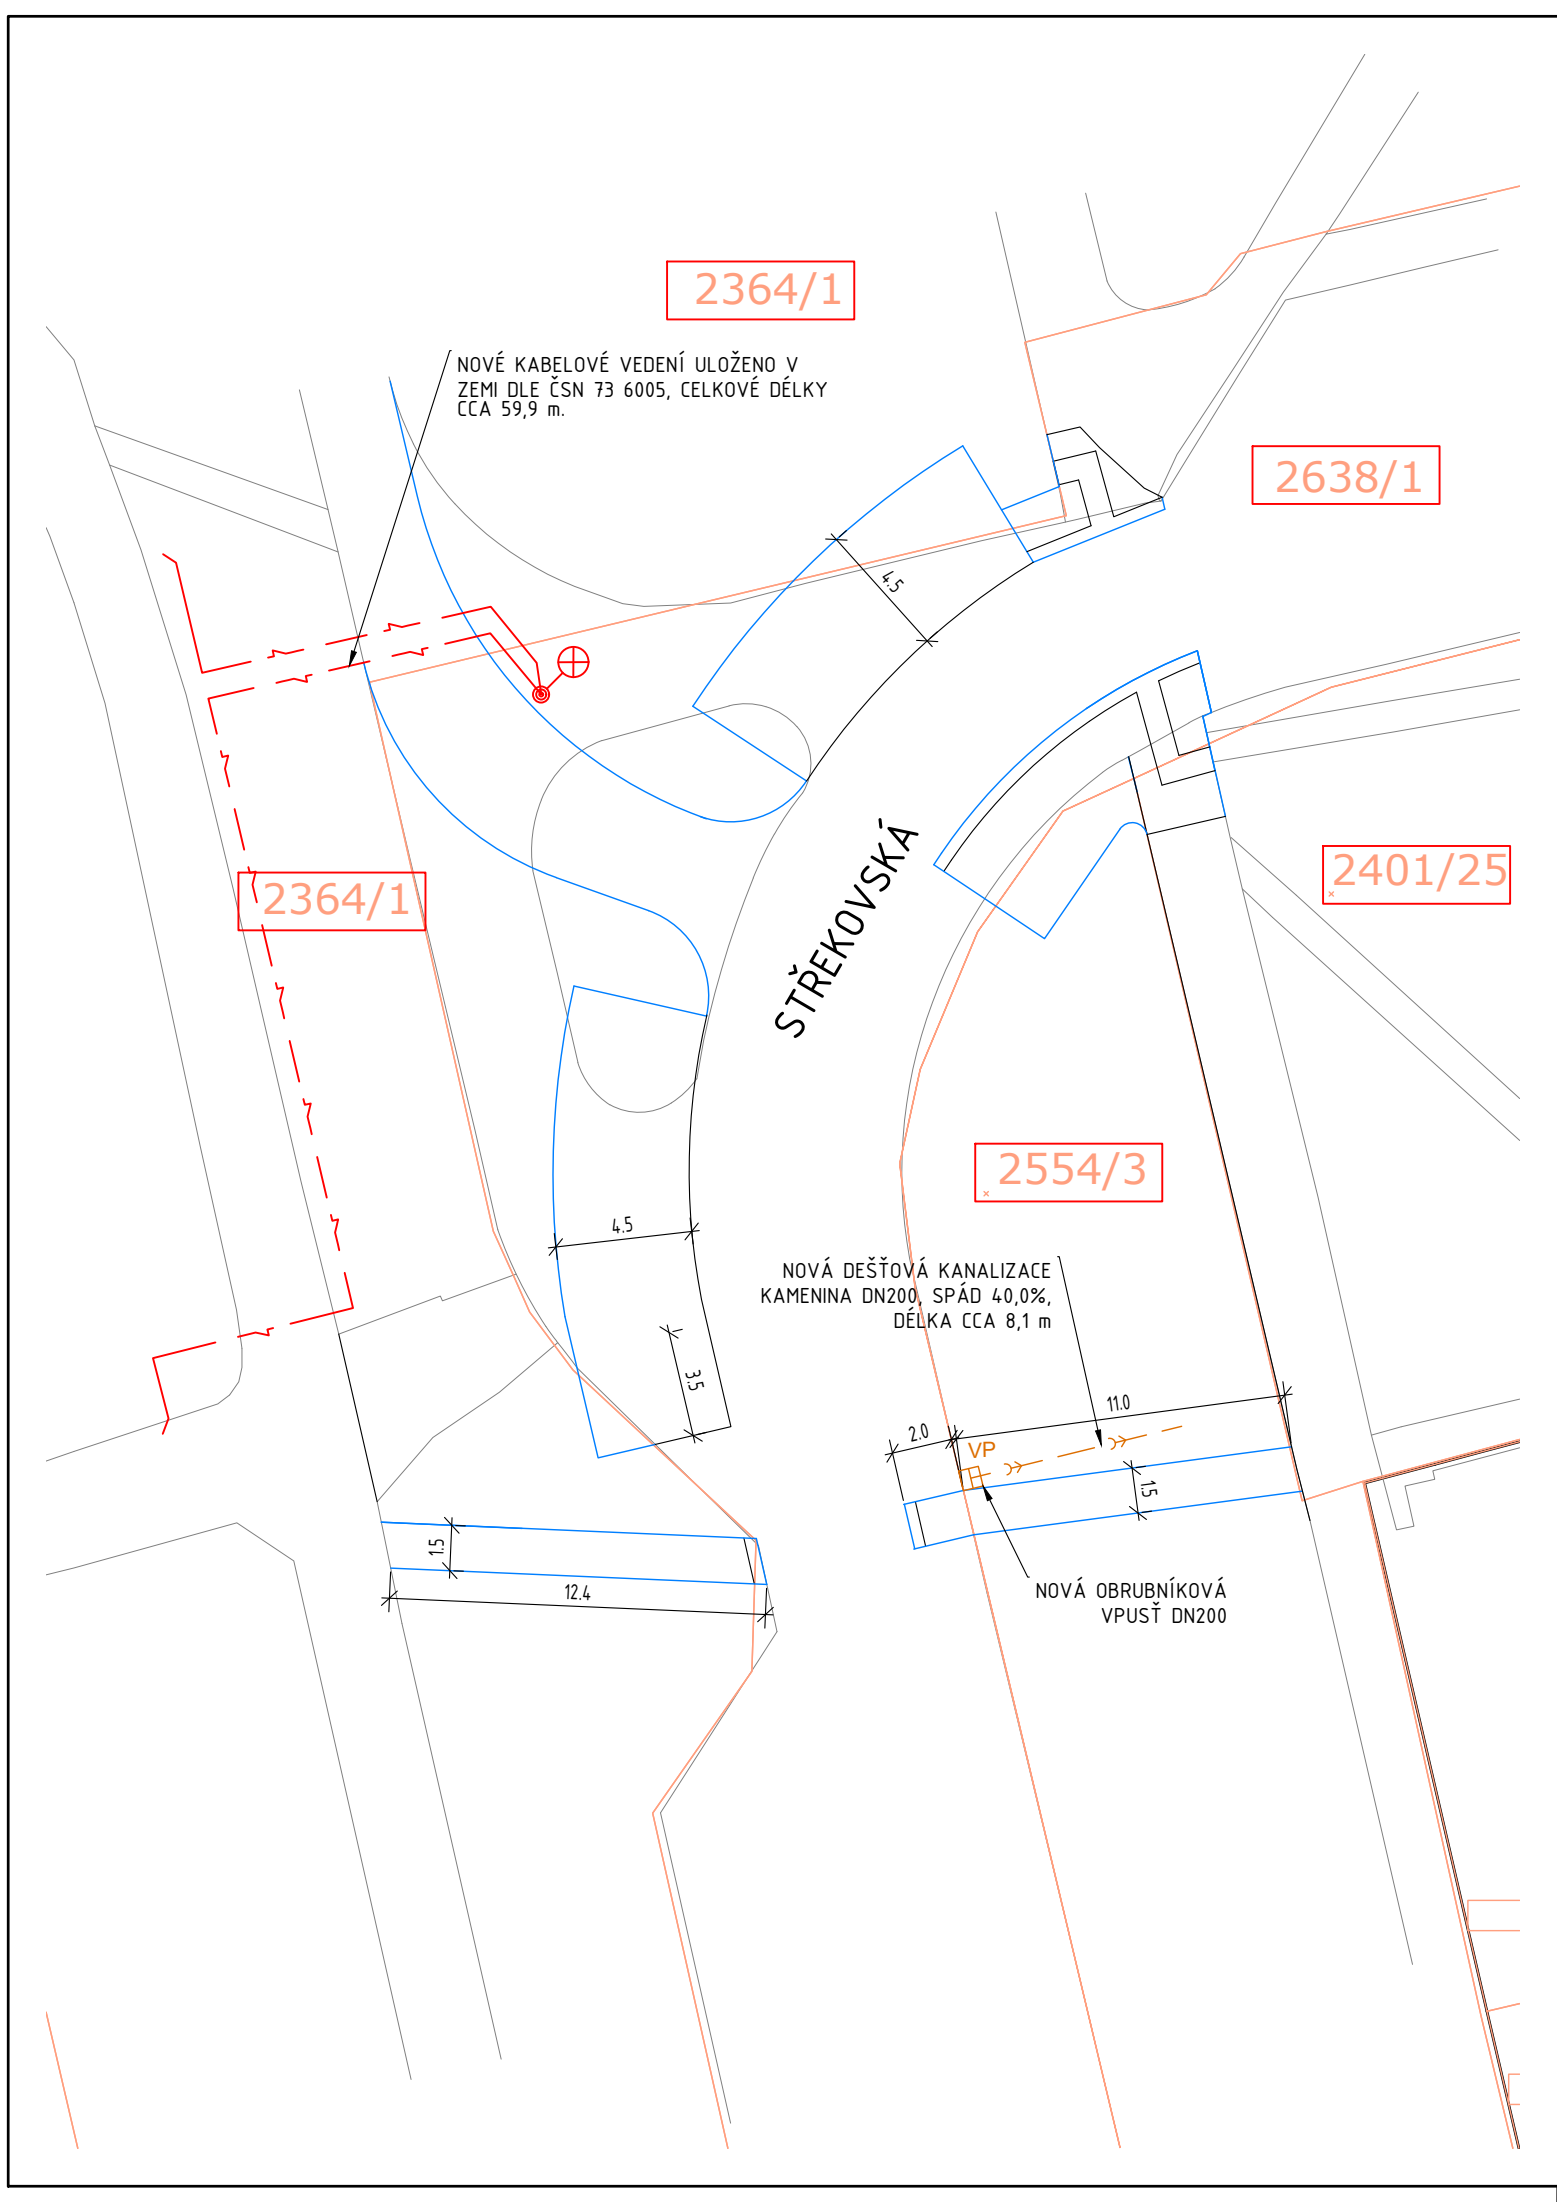 2364/1
NOVÉ KABELOVÉ VEDENÍ ULOŽENO V
ZEMI DLE ČSN 73 6005, CELKOVÉ DÉLKY
CCA 59,9 m.
2638/1
4.5
STŘEKOVSKÁ
2401/25
2364/1
2554/3
4.5
NOVÁ DEŠŤOVÁ KANALIZACE
KAMENINA DN200, SPÁD 40,0%,
DÉLKA CCA 8,1 m
3.5
11.0
2.0
VP
1.5
1.5
12.4
NOVÁ OBRUBNÍKOVÁ
VPUSŤ DN200